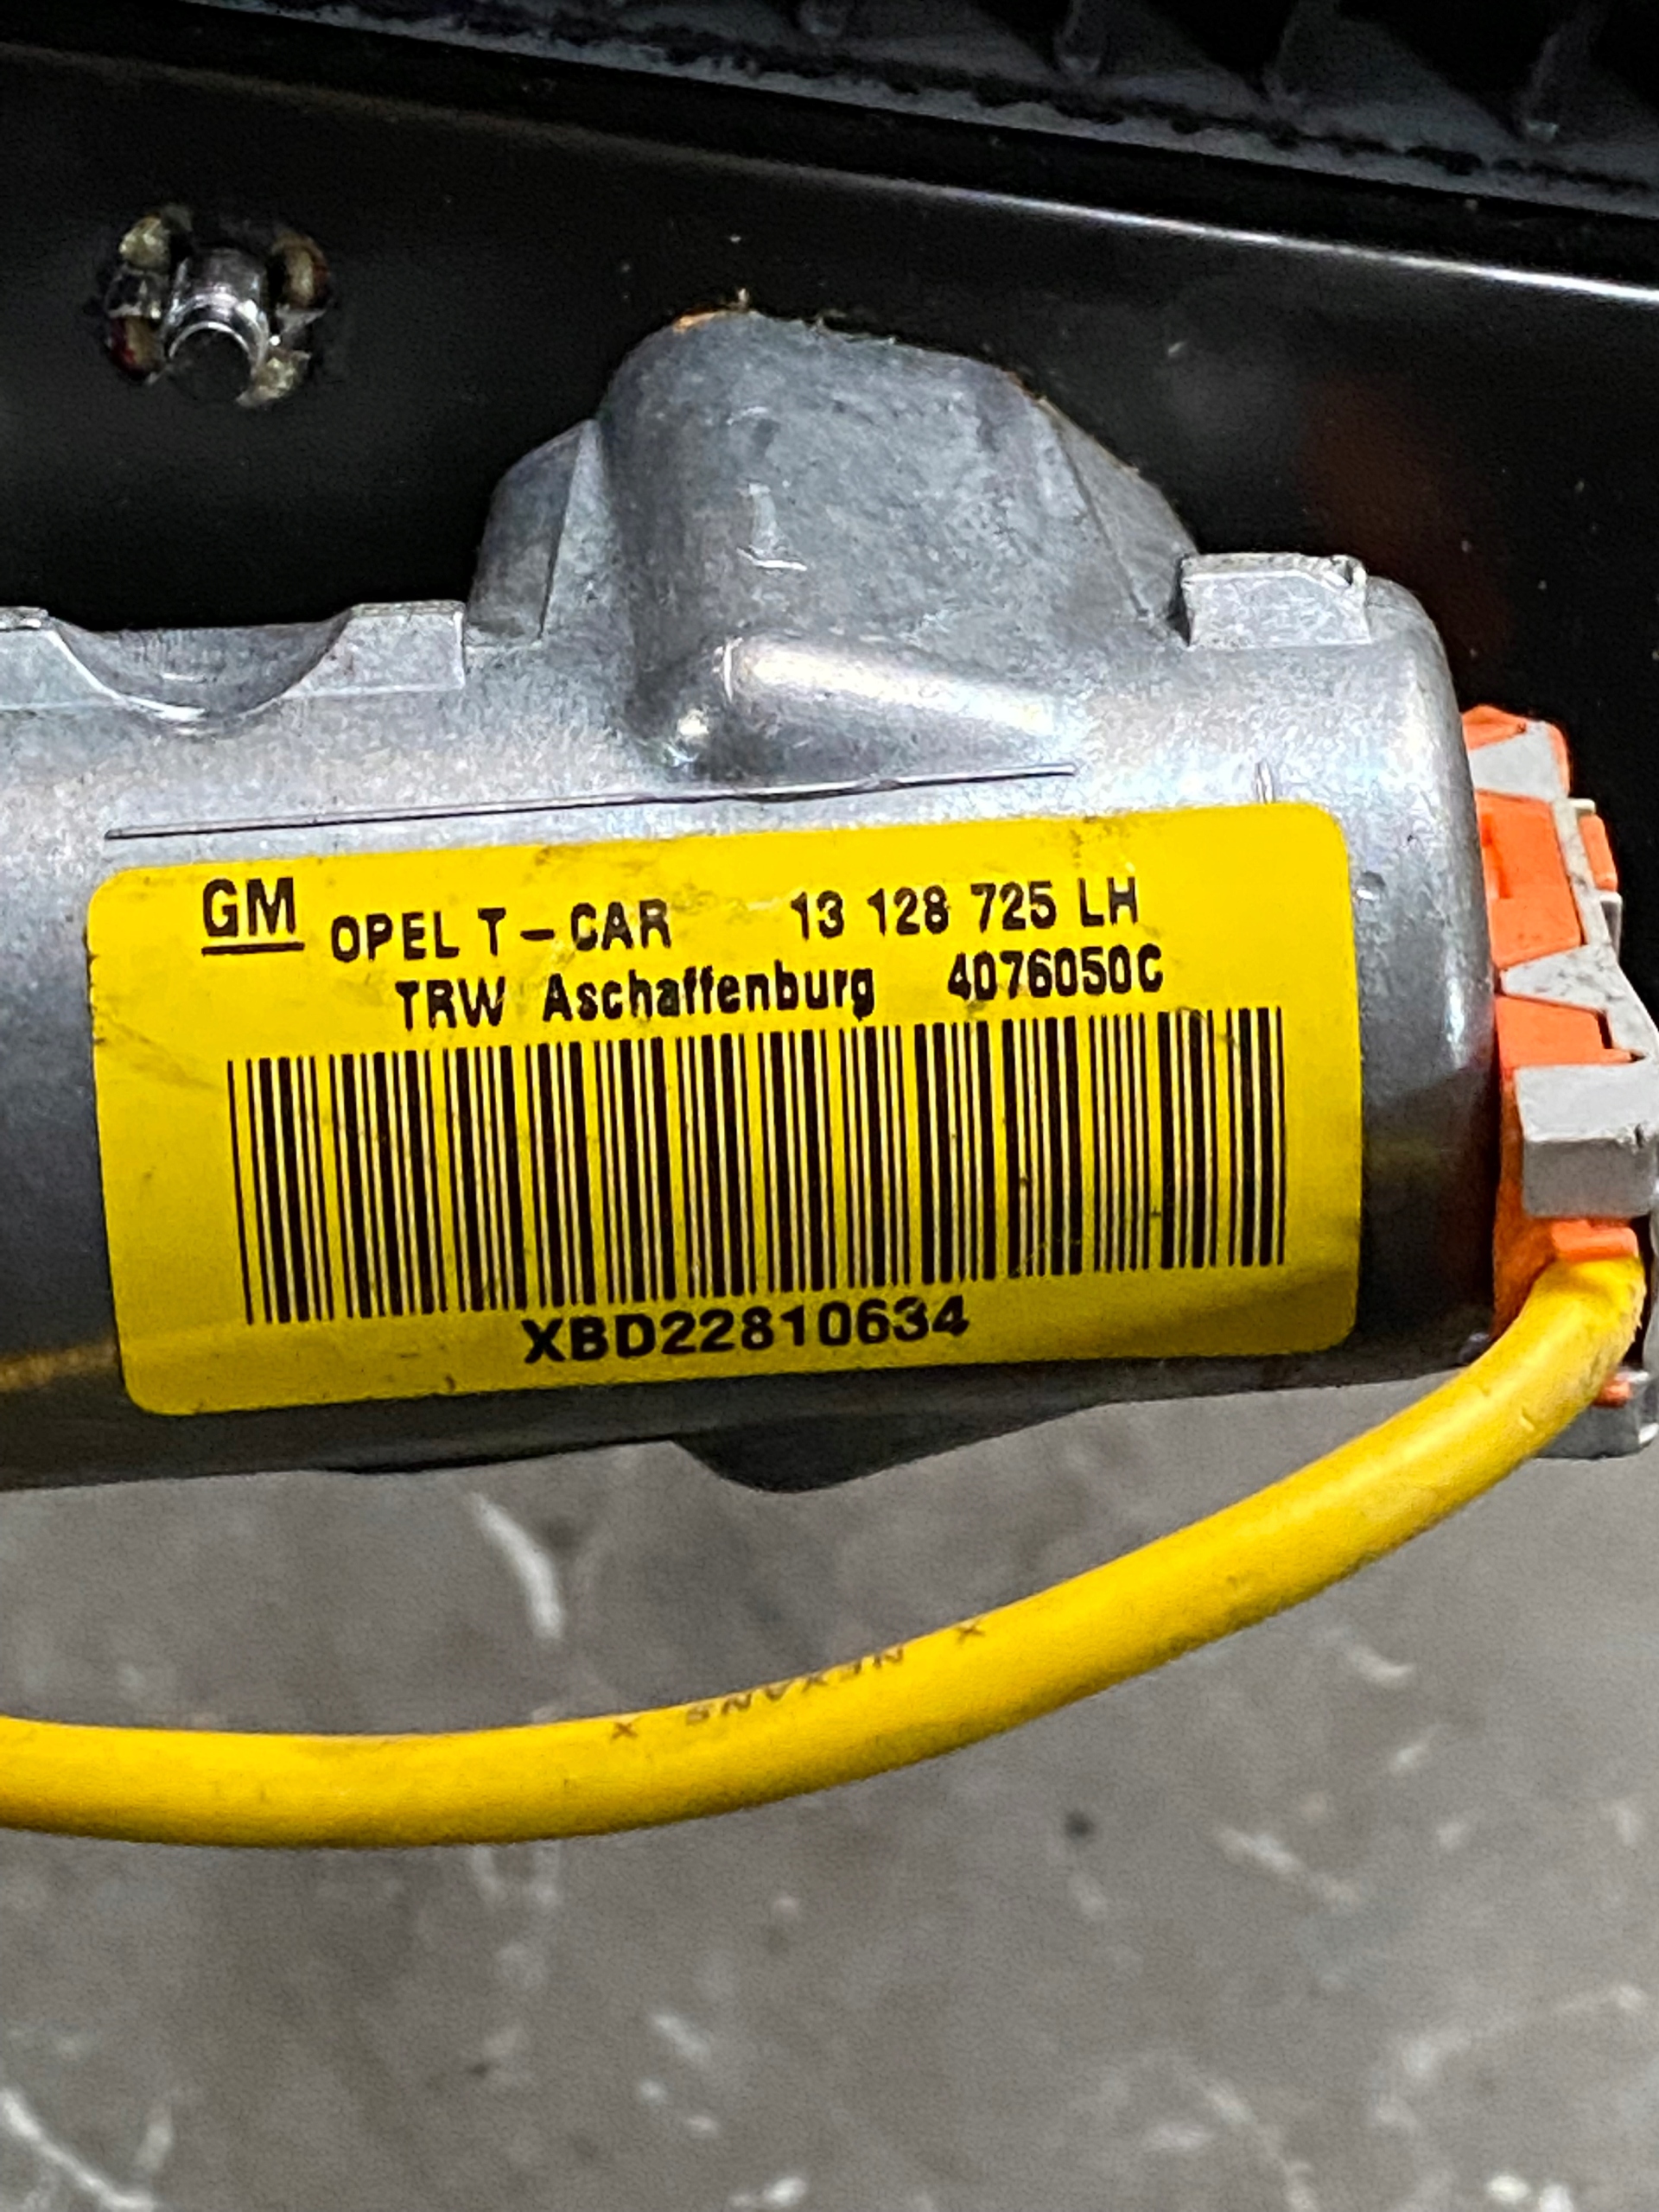 GM OPEL T-CAR 13 128 725 LH
TRW Aschaffenburg 4076050C
XBD22810634
X NEXANS X